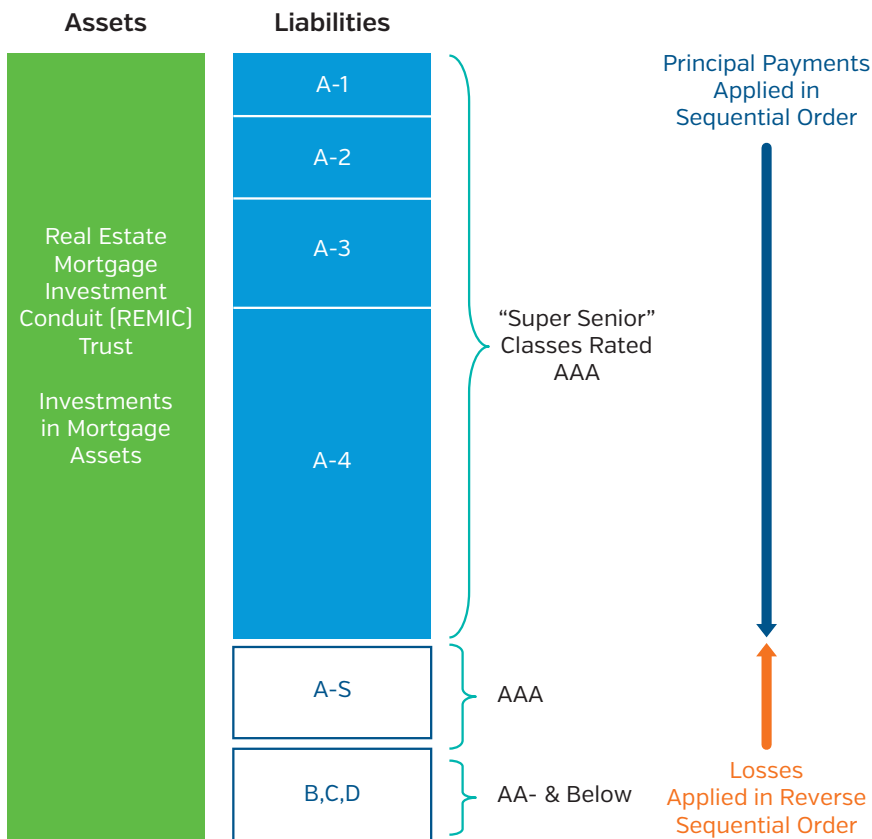 Assets
Liabilities
Real Estate
Mortgage
Investment
Conduit (REMIC)
Trust
Investments
in Mortgage
Assets
A-1
A-2
A-3
A-4
A-S
B,C,D
“Super Senior”
Classes Rated
AAA
AAA
AA- & Below
Principal Payments
Applied in
Sequential Order
Losses
Applied in Reverse
Sequential Order